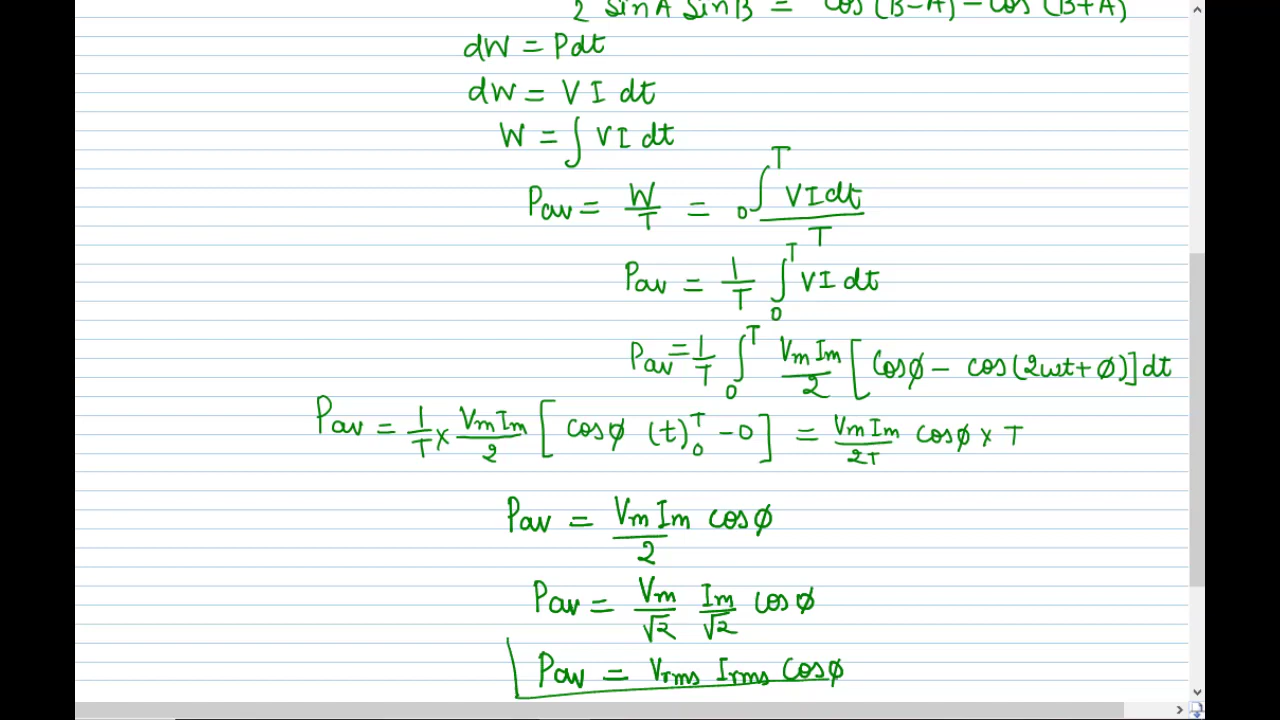 2 sinA sinB = cos(B-A) - cos(B+A)
dW = Pdt
dW = VI dt
W = ∫ VI dt
Pav = W/T = ₀∫ᵀ VIdt / T
Pav = 1/T ∫₀ᵀ VI dt
Pav = 1/T ∫₀ᵀ VmIm/2 [cosφ - cos(2ωt+φ)] dt
Pav = 1/T × VmIm/2 [cosφ (t)₀ᵀ - 0] = VmIm/2T cosφ × T
Pav = VmIm/2 cosφ
Pav = Vm/√2 Im/√2 cosφ
Pav = Vrms Irms cosφ